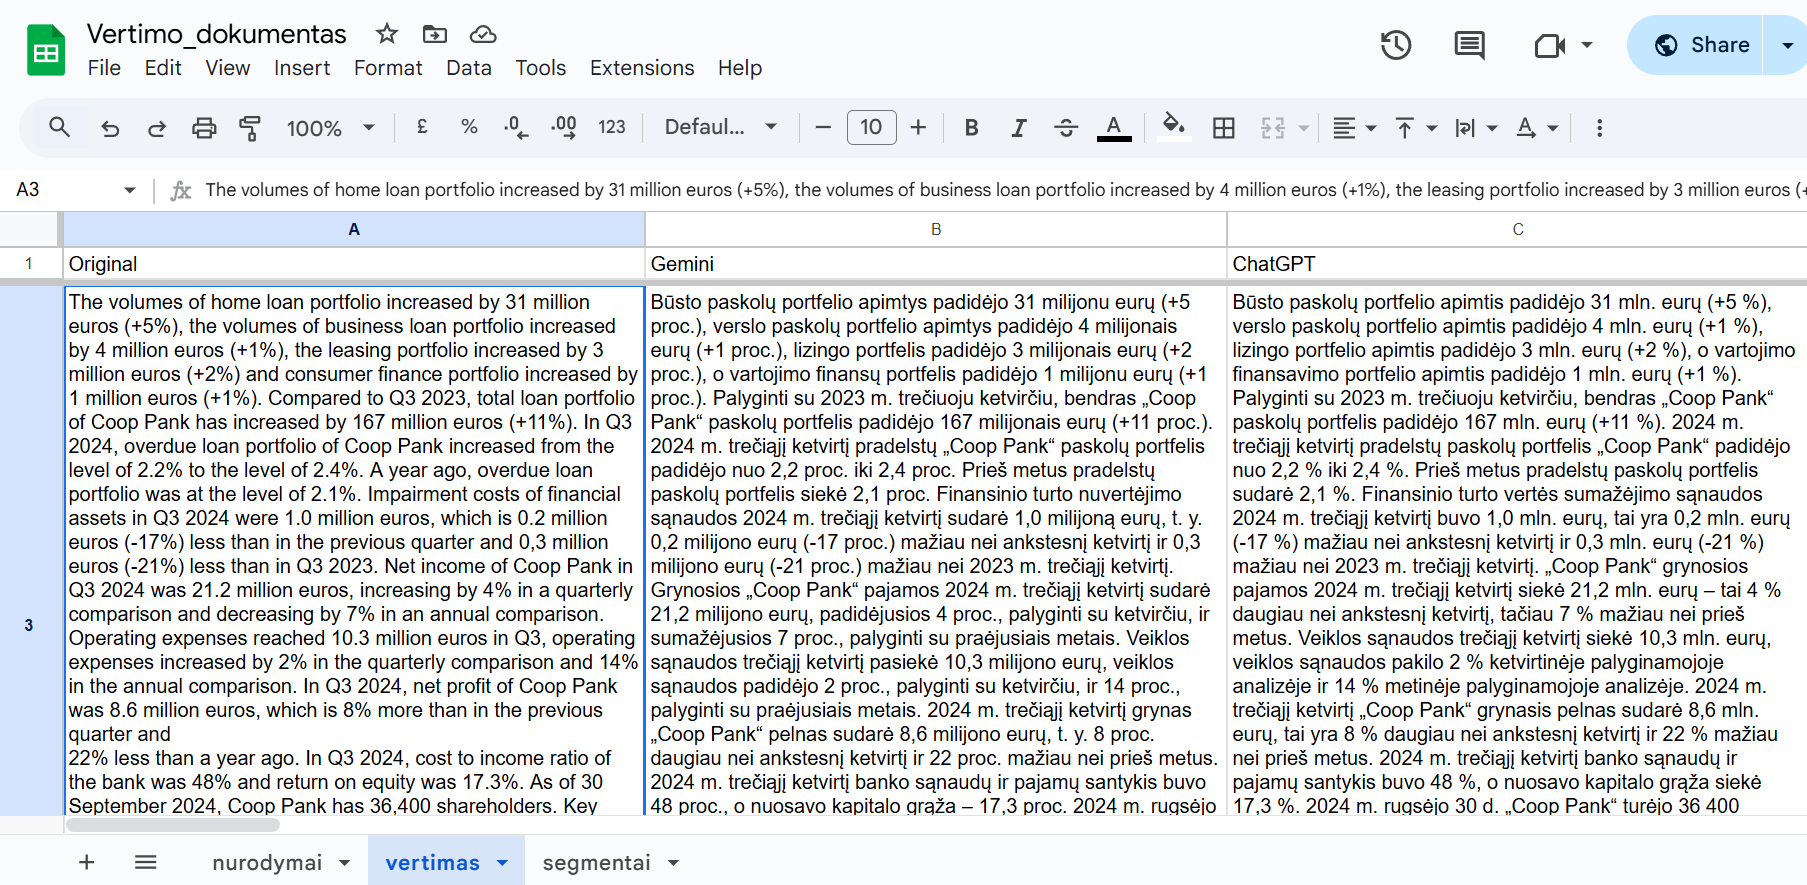 Vertimo_dokumentas
File Edit View Insert Format Data Tools Extensions Help
Share
100% £ % .0 .00 123 Defaul... − 10 + B I S A
A3 fx The volumes of home loan portfolio increased by 31 million euros (+5%), the volumes of business loan portfolio increased by 4 million euros (+1%), the leasing portfolio increased by 3 million euros (+
A B C
1 Original Gemini ChatGPT
3
The volumes of home loan portfolio increased by 31 million
euros (+5%), the volumes of business loan portfolio increased
by 4 million euros (+1%), the leasing portfolio increased by 3
million euros (+2%) and consumer finance portfolio increased by
1 million euros (+1%). Compared to Q3 2023, total loan portfolio
of Coop Pank has increased by 167 million euros (+11%). In Q3
2024, overdue loan portfolio of Coop Pank increased from the
level of 2.2% to the level of 2.4%. A year ago, overdue loan
portfolio was at the level of 2.1%. Impairment costs of financial
assets in Q3 2024 were 1.0 million euros, which is 0.2 million
euros (-17%) less than in the previous quarter and 0,3 million
euros (-21%) less than in Q3 2023. Net income of Coop Pank in
Q3 2024 was 21.2 million euros, increasing by 4% in a quarterly
comparison and decreasing by 7% in an annual comparison.
Operating expenses reached 10.3 million euros in Q3, operating
expenses increased by 2% in the quarterly comparison and 14%
in the annual comparison. In Q3 2024, net profit of Coop Pank
was 8.6 million euros, which is 8% more than in the previous
quarter and
22% less than a year ago. In Q3 2024, cost to income ratio of
the bank was 48% and return on equity was 17.3%. As of 30
September 2024, Coop Pank has 36,400 shareholders. Key
Būsto paskolų portfelio apimtys padidėjo 31 milijonu eurų (+5
proc.), verslo paskolų portfelio apimtys padidėjo 4 milijonais
eurų (+1 proc.), lizingo portfelis padidėjo 3 milijonais eurų (+2
proc.), o vartojimo finansų portfelis padidėjo 1 milijonu eurų (+1
proc.). Palyginti su 2023 m. trečiuoju ketvirčiu, bendras „Coop
Pank“ paskolų portfelis padidėjo 167 milijonais eurų (+11 proc.).
2024 m. trečiąjį ketvirtį pradelstų „Coop Pank“ paskolų portfelis
padidėjo nuo 2,2 proc. iki 2,4 proc. Prieš metus pradelstų
paskolų portfelis siekė 2,1 proc. Finansinio turto nuvertėjimo
sąnaudos 2024 m. trečiąjį ketvirtį sudarė 1,0 milijoną eurų, t. y.
0,2 milijono eurų (-17 proc.) mažiau nei ankstesnį ketvirtį ir 0,3
milijono eurų (-21 proc.) mažiau nei 2023 m. trečiąjį ketvirtį.
Grynosios „Coop Pank“ pajamos 2024 m. trečiąjį ketvirtį sudarė
21,2 milijono eurų, padidėjusios 4 proc., palyginti su ketvirčiu, ir
sumažėjusios 7 proc., palyginti su praėjusiais metais. Veiklos
sąnaudos trečiąjį ketvirtį pasiekė 10,3 milijono eurų, veiklos
sąnaudos padidėjo 2 proc., palyginti su ketvirčiu, ir 14 proc.,
palyginti su praėjusiais metais. 2024 m. trečiąjį ketvirtį grynas
„Coop Pank“ pelnas sudarė 8,6 milijono eurų, t. y. 8 proc.
daugiau nei ankstesnį ketvirtį ir 22 proc. mažiau nei prieš metus.
2024 m. trečiąjį ketvirtį banko sąnaudų ir pajamų santykis buvo
48 proc., o nuosavo kapitalo grąža – 17,3 proc. 2024 m. rugsėjo
Būsto paskolų portfelio apimtis padidėjo 31 mln. eurų (+5 %),
verslo paskolų portfelio apimtis padidėjo 4 mln. eurų (+1 %),
lizingo portfelio apimtis padidėjo 3 mln. eurų (+2 %), o vartojimo
finansavimo portfelio apimtis padidėjo 1 mln. eurų (+1 %).
Palyginti su 2023 m. trečiuoju ketvirčiu, bendras „Coop Pank“
paskolų portfelis padidėjo 167 mln. eurų (+11 %). 2024 m.
trečiąjį ketvirtį pradelstų paskolų portfelis „Coop Pank“ padidėjo
nuo 2,2 % iki 2,4 %. Prieš metus pradelstų paskolų portfelis
sudarė 2,1 %. Finansinio turto vertės sumažėjimo sąnaudos
2024 m. trečiąjį ketvirtį buvo 1,0 mln. eurų, tai yra 0,2 mln. eurų
(-17 %) mažiau nei ankstesnį ketvirtį ir 0,3 mln. eurų (-21 %)
mažiau nei 2023 m. trečiąjį ketvirtį. „Coop Pank“ grynosios
pajamos 2024 m. trečiąjį ketvirtį siekė 21,2 mln. eurų – tai 4 %
daugiau nei ankstesnį ketvirtį, tačiau 7 % mažiau nei prieš
metus. Veiklos sąnaudos trečiąjį ketvirtį siekė 10,3 mln. eurų,
veiklos sąnaudos pakilo 2 % ketvirtinėje palyginamojoje
analizėje ir 14 % metinėje palyginamojoje analizėje. 2024 m.
trečiąjį ketvirtį „Coop Pank“ grynasis pelnas sudarė 8,6 mln.
eurų, tai yra 8 % daugiau nei ankstesnį ketvirtį ir 22 % mažiau
nei prieš metus. 2024 m. trečiąjį ketvirtį banko sąnaudų ir
pajamų santykis buvo 48 %, o nuosavo kapitalo grąža siekė
17,3 %. 2024 m. rugsėjo 30 d. „Coop Pank“ turėjo 36 400
nurodymai vertimas segmentai